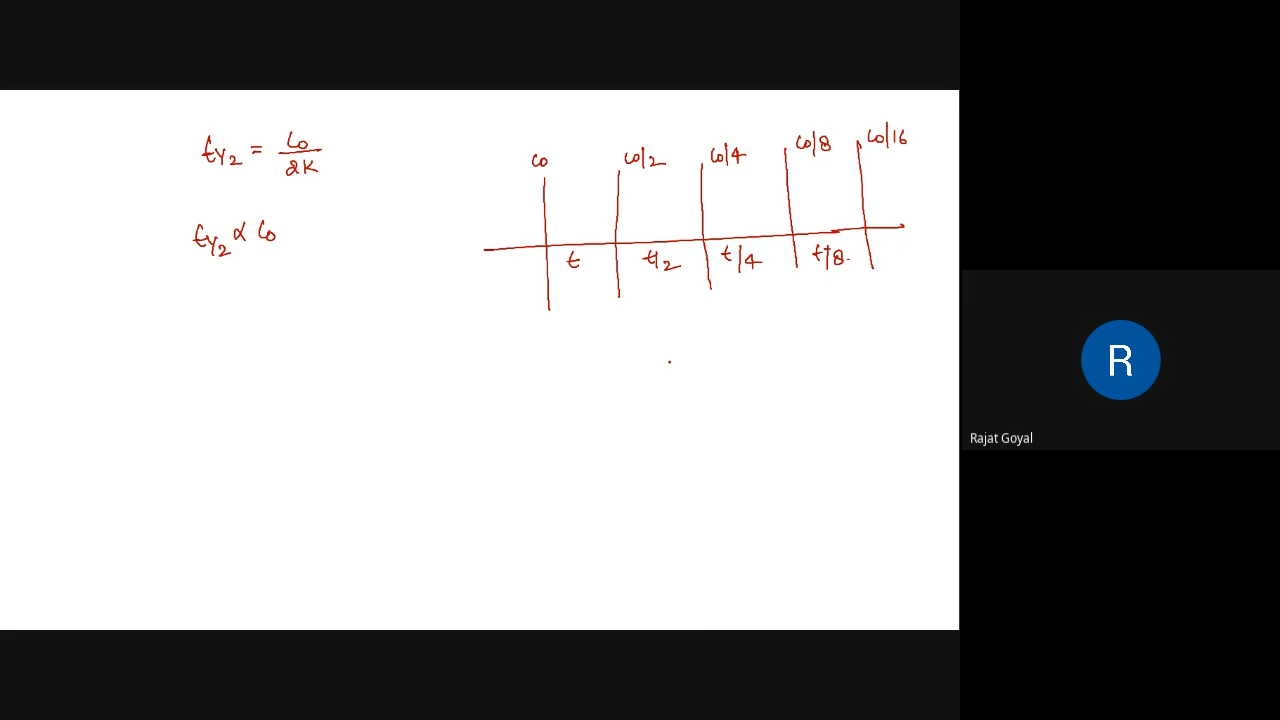 t½ = C₀/2K
C₀ C₀/2 C₀/4 C₀/8 C₀/16
t½ ∝ C₀
t t/2 t/4 t/8
R
Rajat Goyal